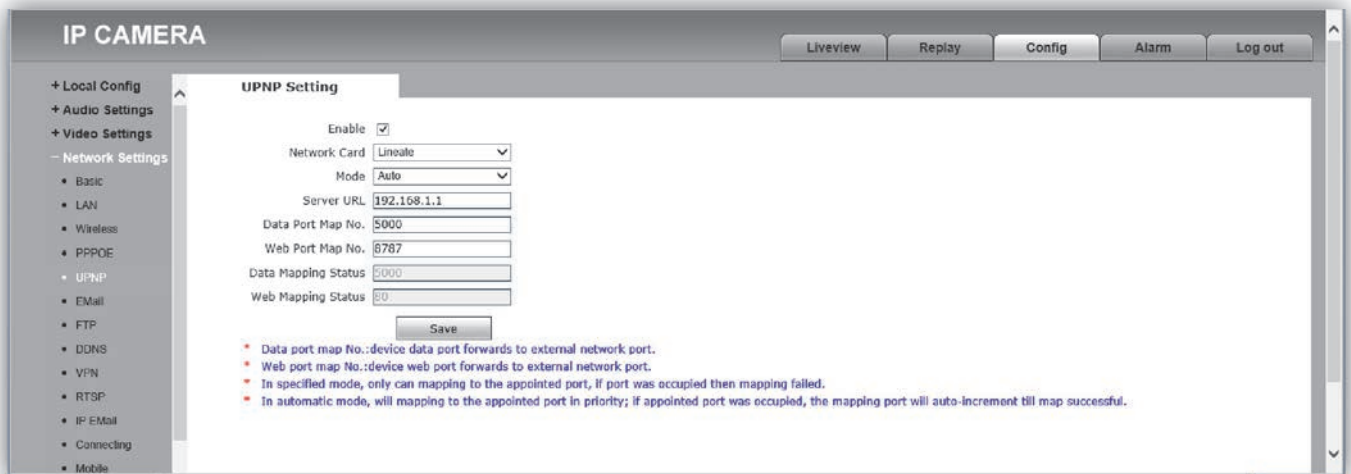 IP CAMERA
Liveview Replay Config Alarm Log out
+ Local Config
+ Audio Settings
+ Video Settings
− Network Settings
• Basic
• LAN
• Wireless
• PPPOE
• UPNP
• EMail
• FTP
• DDNS
• VPN
• RTSP
• IP EMail
• Connecting
• Mobile
UPNP Setting
Enable
Network Card Lineate
Mode Auto
Server URL 192.168.1.1
Data Port Map No. 5000
Web Port Map No. 8787
Data Mapping Status 5000
Web Mapping Status 80
Save
* Data port map No.:device data port forwards to external network port.
* Web port map No.:device web port forwards to external network port.
* In specified mode, only can mapping to the appointed port, if port was occupied then mapping failed.
* In automatic mode, will mapping to the appointed port in priority; if appointed port was occupied, the mapping port will auto-increment till map successful.